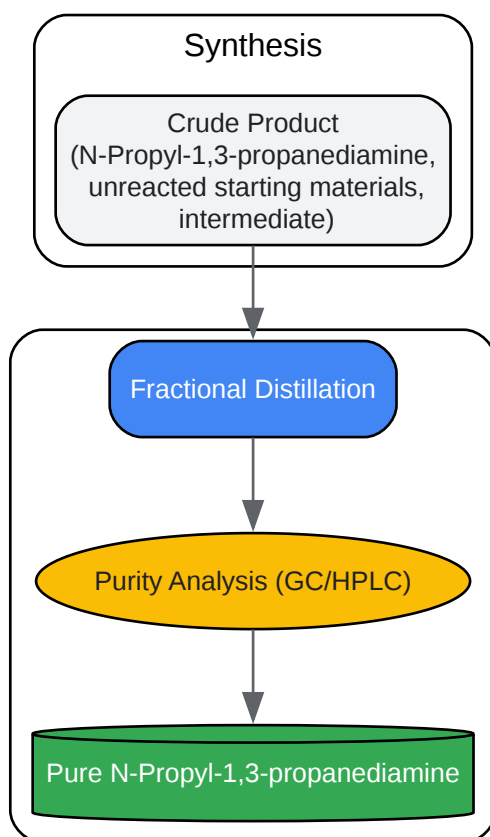 Synthesis
Crude Product
(N-Propyl-1,3-propanediamine,
unreacted starting materials,
intermediate)
Fractional Distillation
Purity Analysis (GC/HPLC)
Pure N-Propyl-1,3-propanediamine